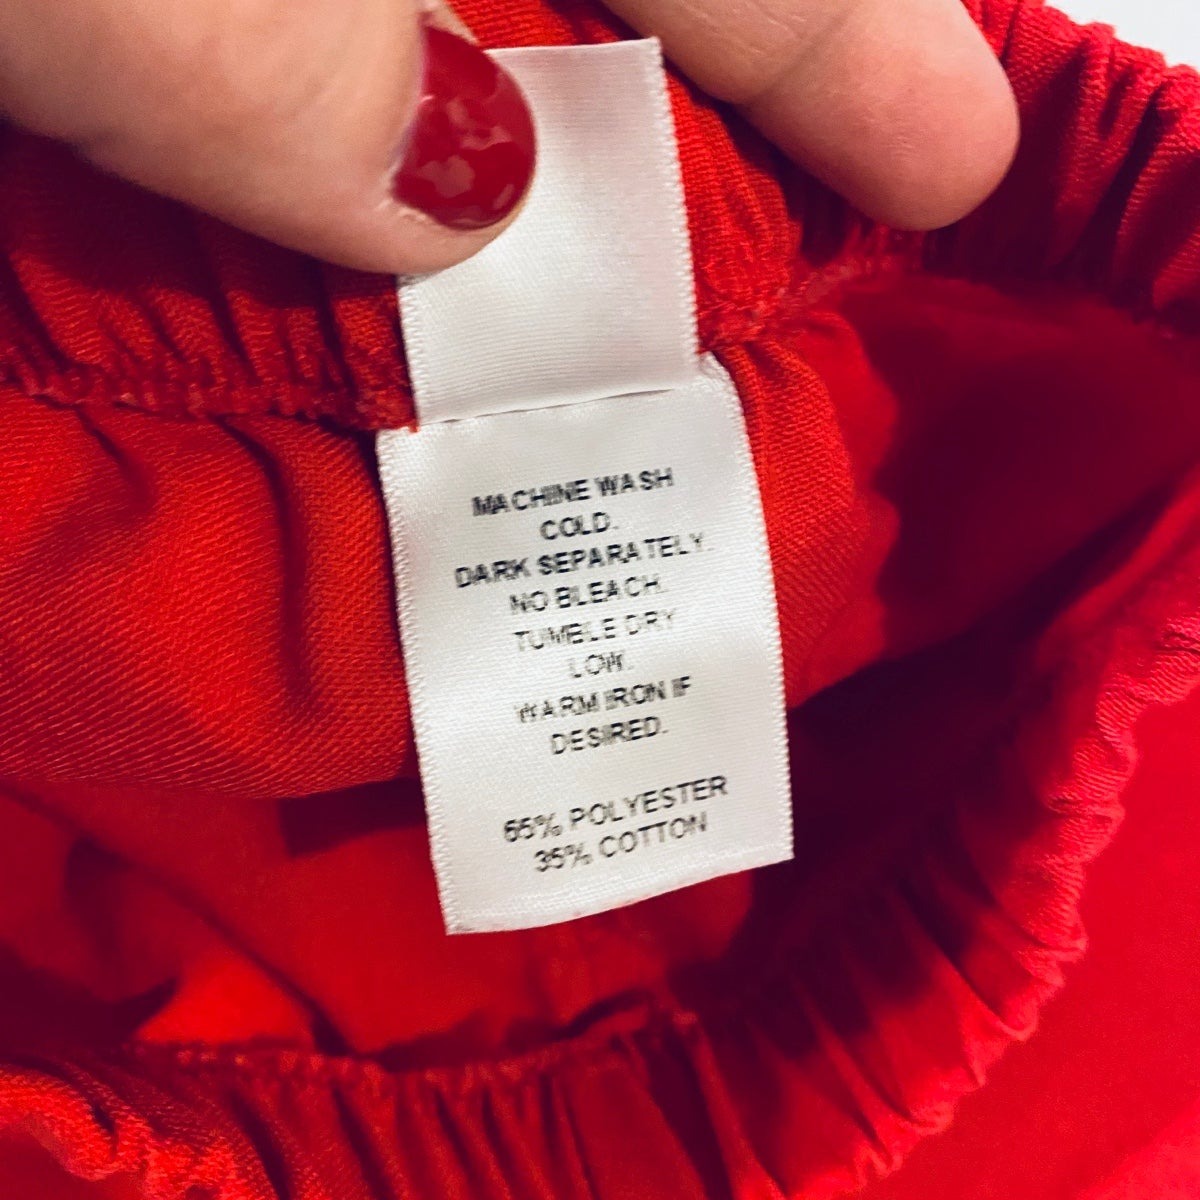 MACHINE WASH
COLD.
DARK SEPARATELY.
NO BLEACH.
TUMBLE DRY
LOW.
WARM IRON IF
DESIRED.
65% POLYESTER
35% COTTON